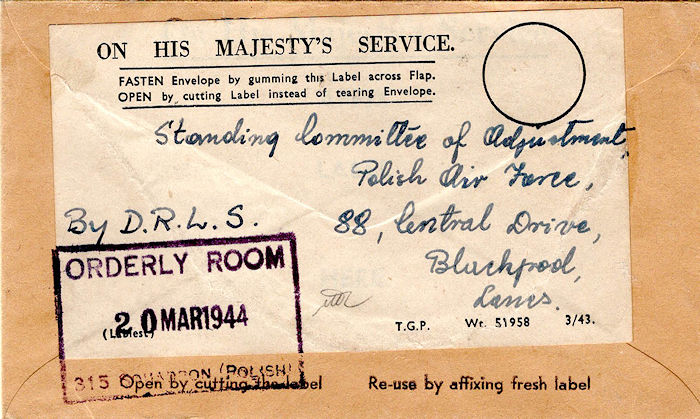 ON HIS MAJESTY'S SERVICE.
FASTEN Envelope by gumming this Label across Flap.
OPEN by cutting Label instead of tearing Envelope.
Standing Committee of Adjustment,
Polish Air Force,
By D.R.L.S.
88, Central Drive,
Blackpool,
Lancs.
ORDERLY ROOM
20 MAR 1944
315 SQUADRON (POLISH)
T.G.P. Wt. 51958 3/43.
Open by cutting the label
Re-use by affixing fresh label